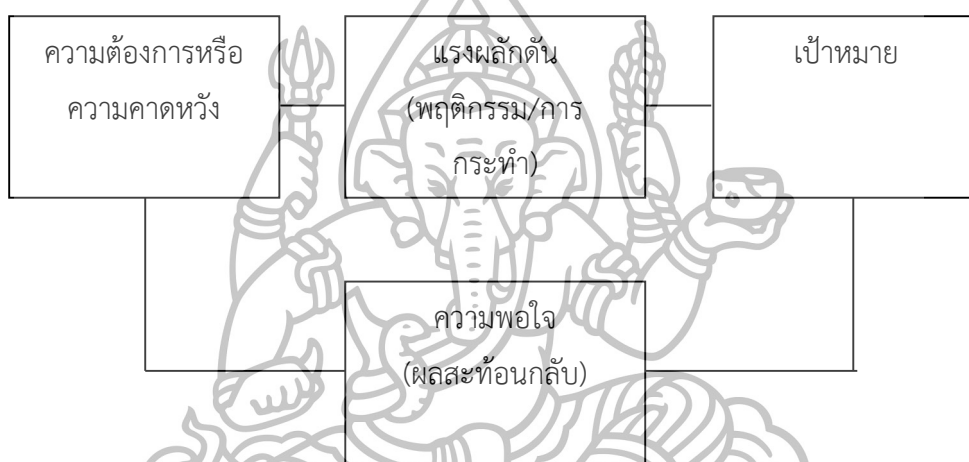 ความต้องการหรือ
ความคาดหวัง
แรงผลักดัน
(พฤติกรรม/การ
กระทำ)
เป้าหมาย
ความพอใจ
(ผลสะท้อนกลับ)